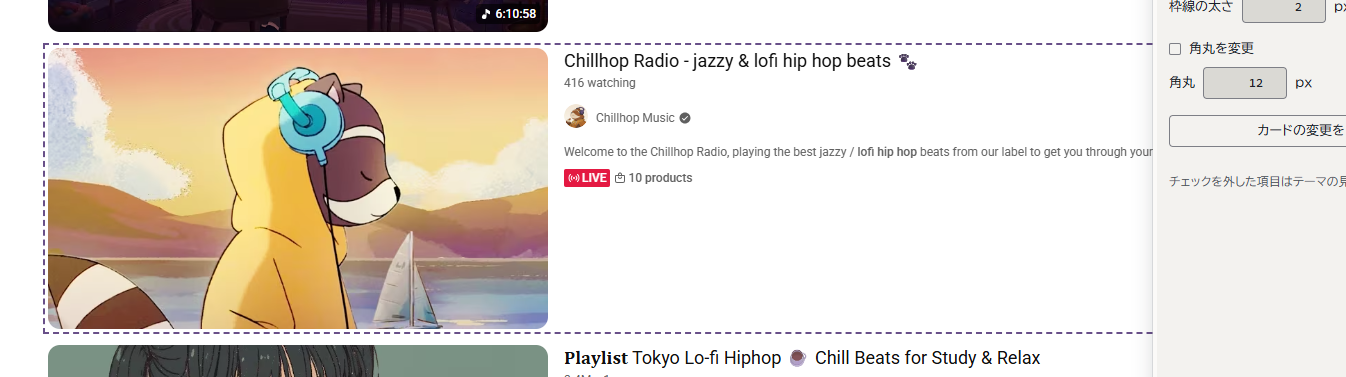 6:10:58
Chillhop Radio - jazzy & lofi hip hop beats 🐾
416 watching
Chillhop Music
Welcome to the Chillhop Radio, playing the best jazzy / lofi hip hop beats from our label to get you through your
LIVE 10 products
Playlist Tokyo Lo-fi Hiphop Chill Beats for Study & Relax
枠線の太さ 2 px
角丸を変更
角丸 12 px
カードの変更を
チェックを外した項目はテーマの見